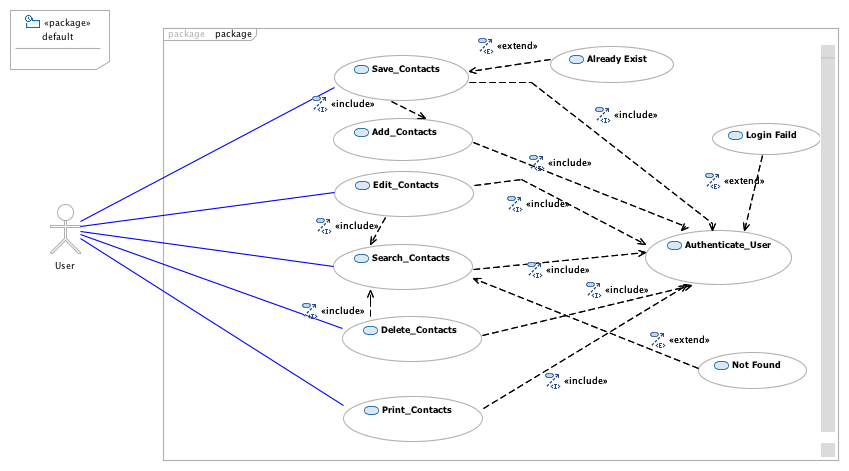 «package»
default
package package
«extend»
Already Exist
Save_Contacts
«include»
«include»
Add_Contacts
Login Faild
«include»
«extend»
Edit_Contacts
«include»
«include»
User
Authenticate_User
Search_Contacts
«include»
«include»
«include»
Delete_Contacts
«extend»
Not Found
«include»
Print_Contacts